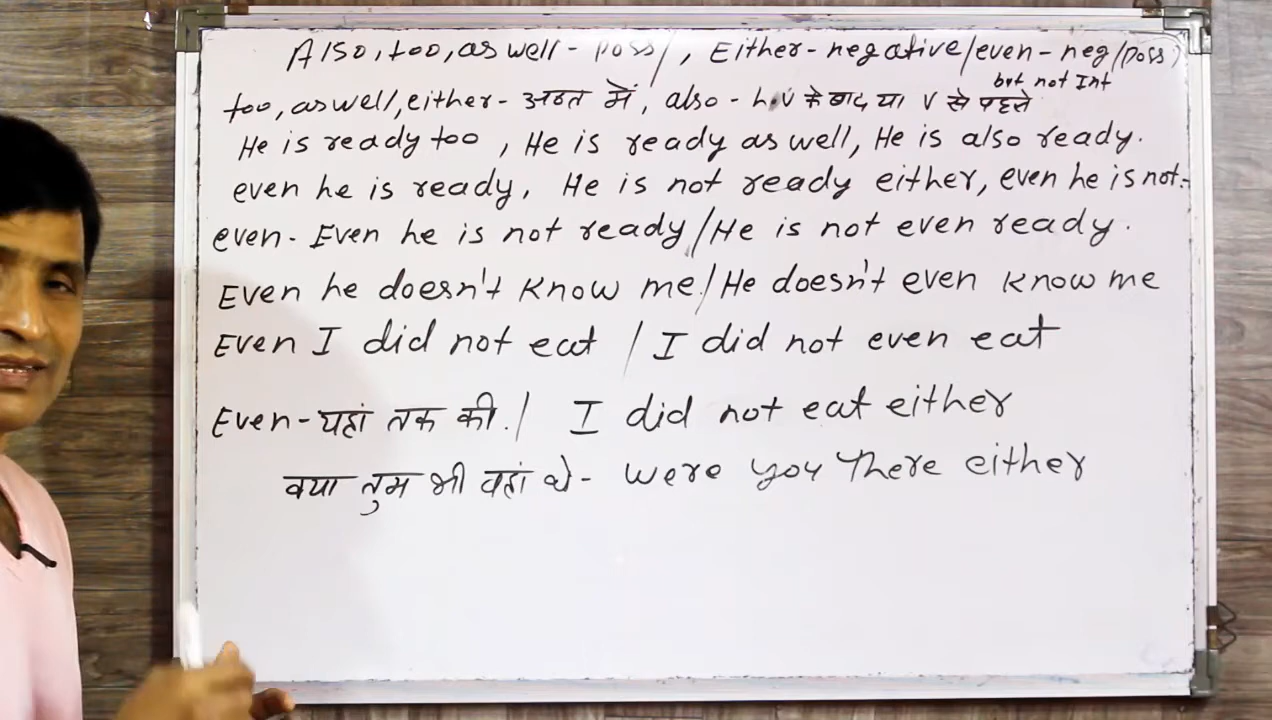 Also, too, as well - poss/, Either - negative/even - neg/poss,
but not Int
too, as well, either - अन्त में, also - h.v के बाद या v से पहले
He is ready too , He is ready as well, He is also ready.
even he is ready, He is not ready either, even he is not.
even - Even he is not ready / He is not even ready.
Even he doesn't know me / He doesn't even know me
Even I did not eat / I did not even eat
Even - यहां तक की. / I did not eat either
क्या तुम भी वहां थे - were you there either